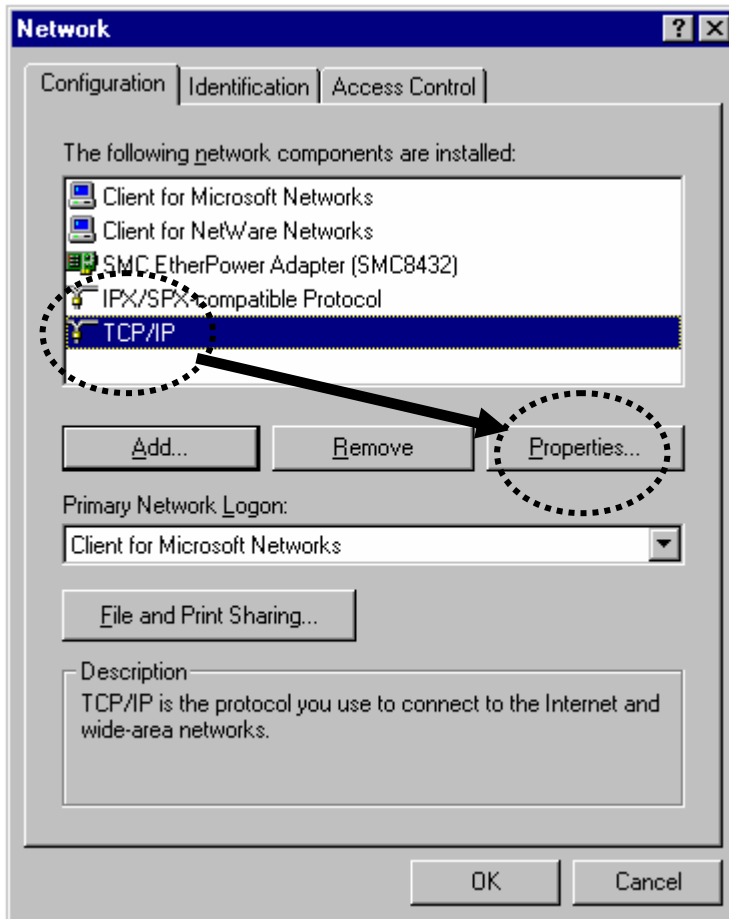 Network
Configuration Identification Access Control
The following network components are installed:
Client for Microsoft Networks
Client for NetWare Networks
SMC EtherPower Adapter (SMC8432)
IPX/SPX-compatible Protocol
TCP/IP
Add... Remove Properties...
Primary Network Logon:
Client for Microsoft Networks
File and Print Sharing...
Description
TCP/IP is the protocol you use to connect to the Internet and
wide-area networks.
OK Cancel